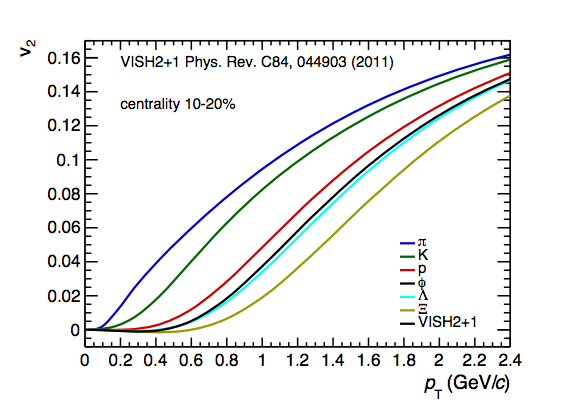 v2
0.16
0.14
0.12
0.1
0.08
0.06
0.04
0.02
0
VISH2+1 Phys. Rev. C84, 044903 (2011)
centrality 10-20%
π
K
p
ϕ
Λ
Ξ
VISH2+1
0 0.2 0.4 0.6 0.8 1 1.2 1.4 1.6 1.8 2 2.2 2.4
pT (GeV/c)